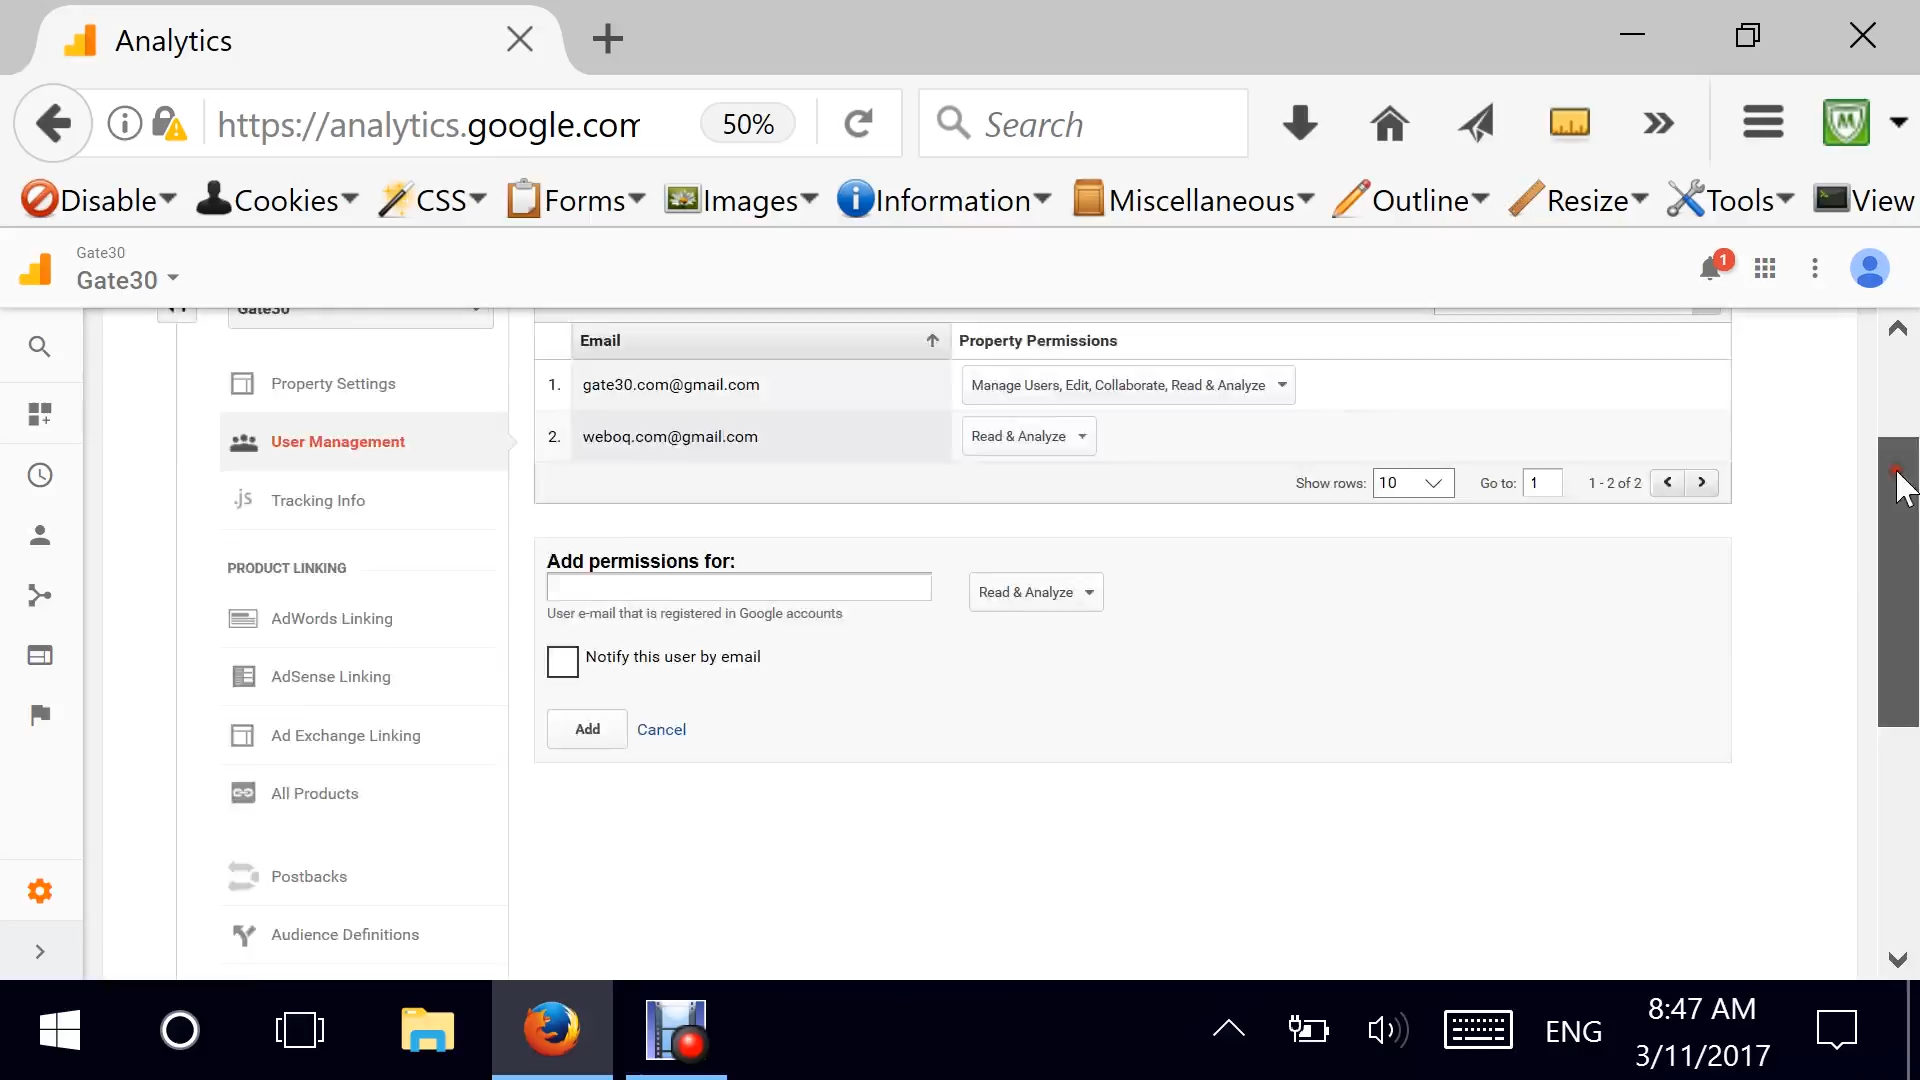 Analytics
https://analytics.google.com
50%
Search
Disable
Cookies
CSS
Forms
Images
Information
Miscellaneous
Outline
Resize
Tools
View
Gate30
Gate30
1
Gate30
Property Settings
User Management
.js Tracking Info
PRODUCT LINKING
AdWords Linking
AdSense Linking
Ad Exchange Linking
All Products
Postbacks
Audience Definitions
Email Property Permissions
1. gate30.com@gmail.com Manage Users, Edit, Collaborate, Read & Analyze
2. weboq.com@gmail.com Read & Analyze
Show rows: 10 Go to: 1 1 - 2 of 2
Add permissions for:
Read & Analyze
User e-mail that is registered in Google accounts
Notify this user by email
Add Cancel
ENG
8:47 AM
3/11/2017